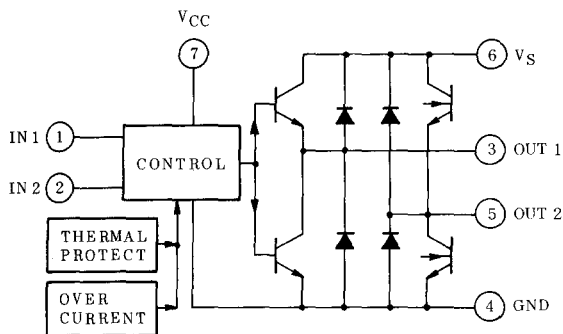 VCC
7
6 VS
IN 1 1
CONTROL
3 OUT 1
IN 2 2
5 OUT 2
THERMAL
PROTECT
OVER
CURRENT
4 GND